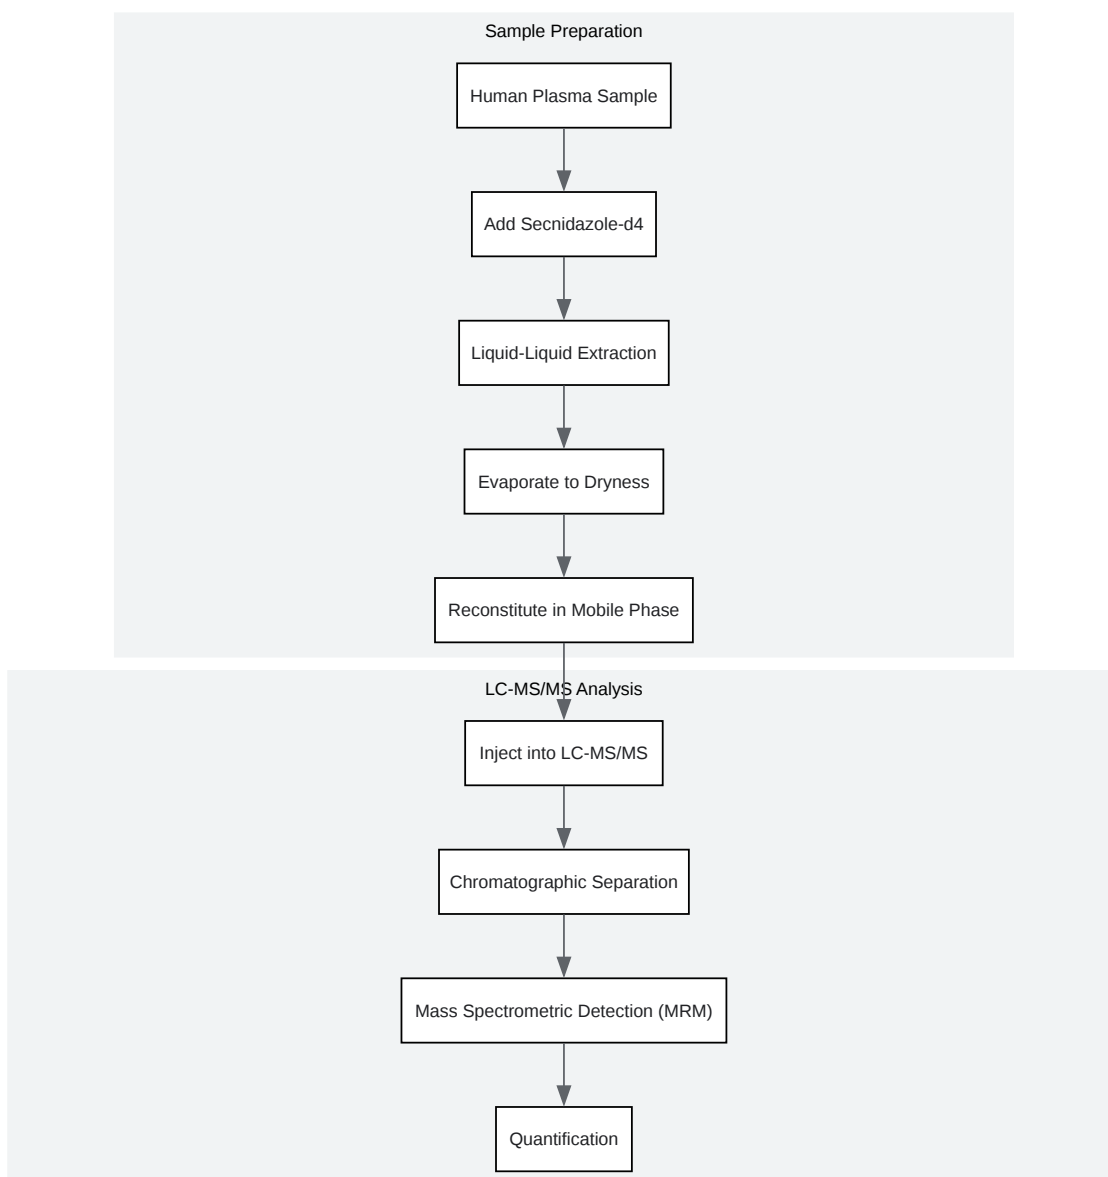 Sample Preparation
Human Plasma Sample
Add Secnidazole-d4
Liquid-Liquid Extraction
Evaporate to Dryness
Reconstitute in Mobile Phase
LC-MS/MS Analysis
Inject into LC-MS/MS
Chromatographic Separation
Mass Spectrometric Detection (MRM)
Quantification